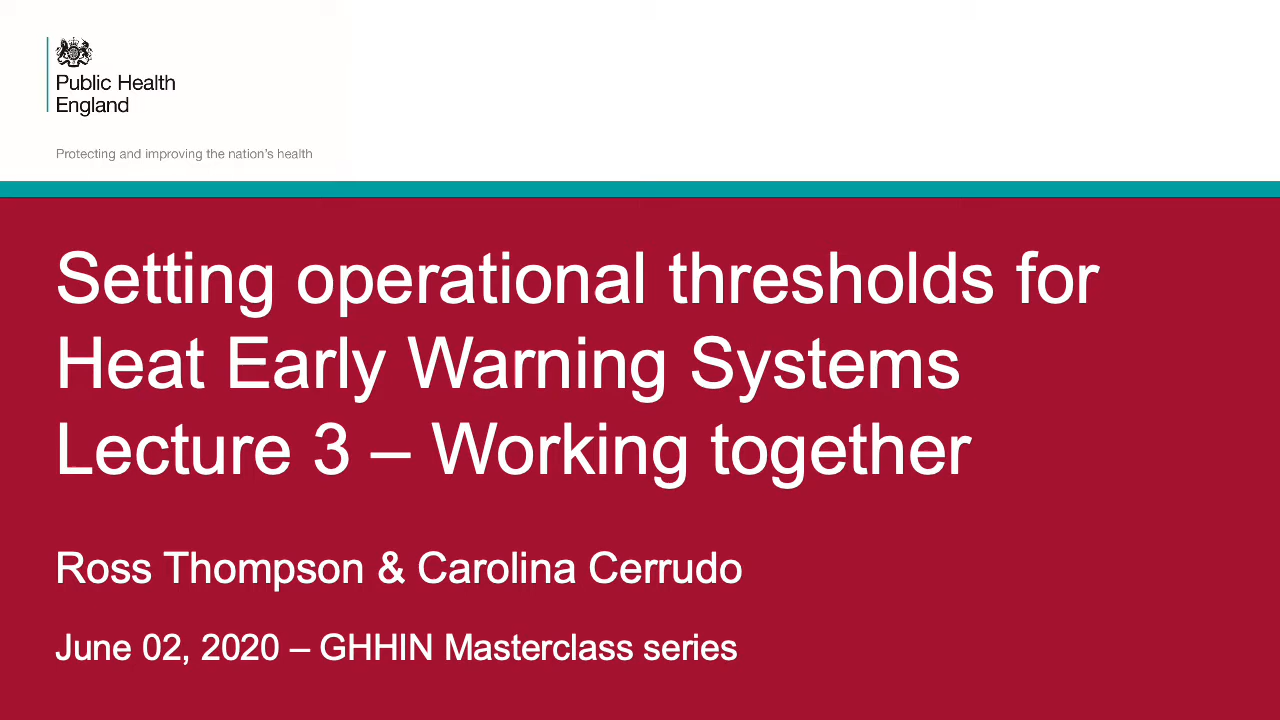 Public Health
England
Protecting and improving the nation's health
Setting operational thresholds for
Heat Early Warning Systems
Lecture 3 – Working together
Ross Thompson & Carolina Cerrudo
June 02, 2020 – GHHIN Masterclass series